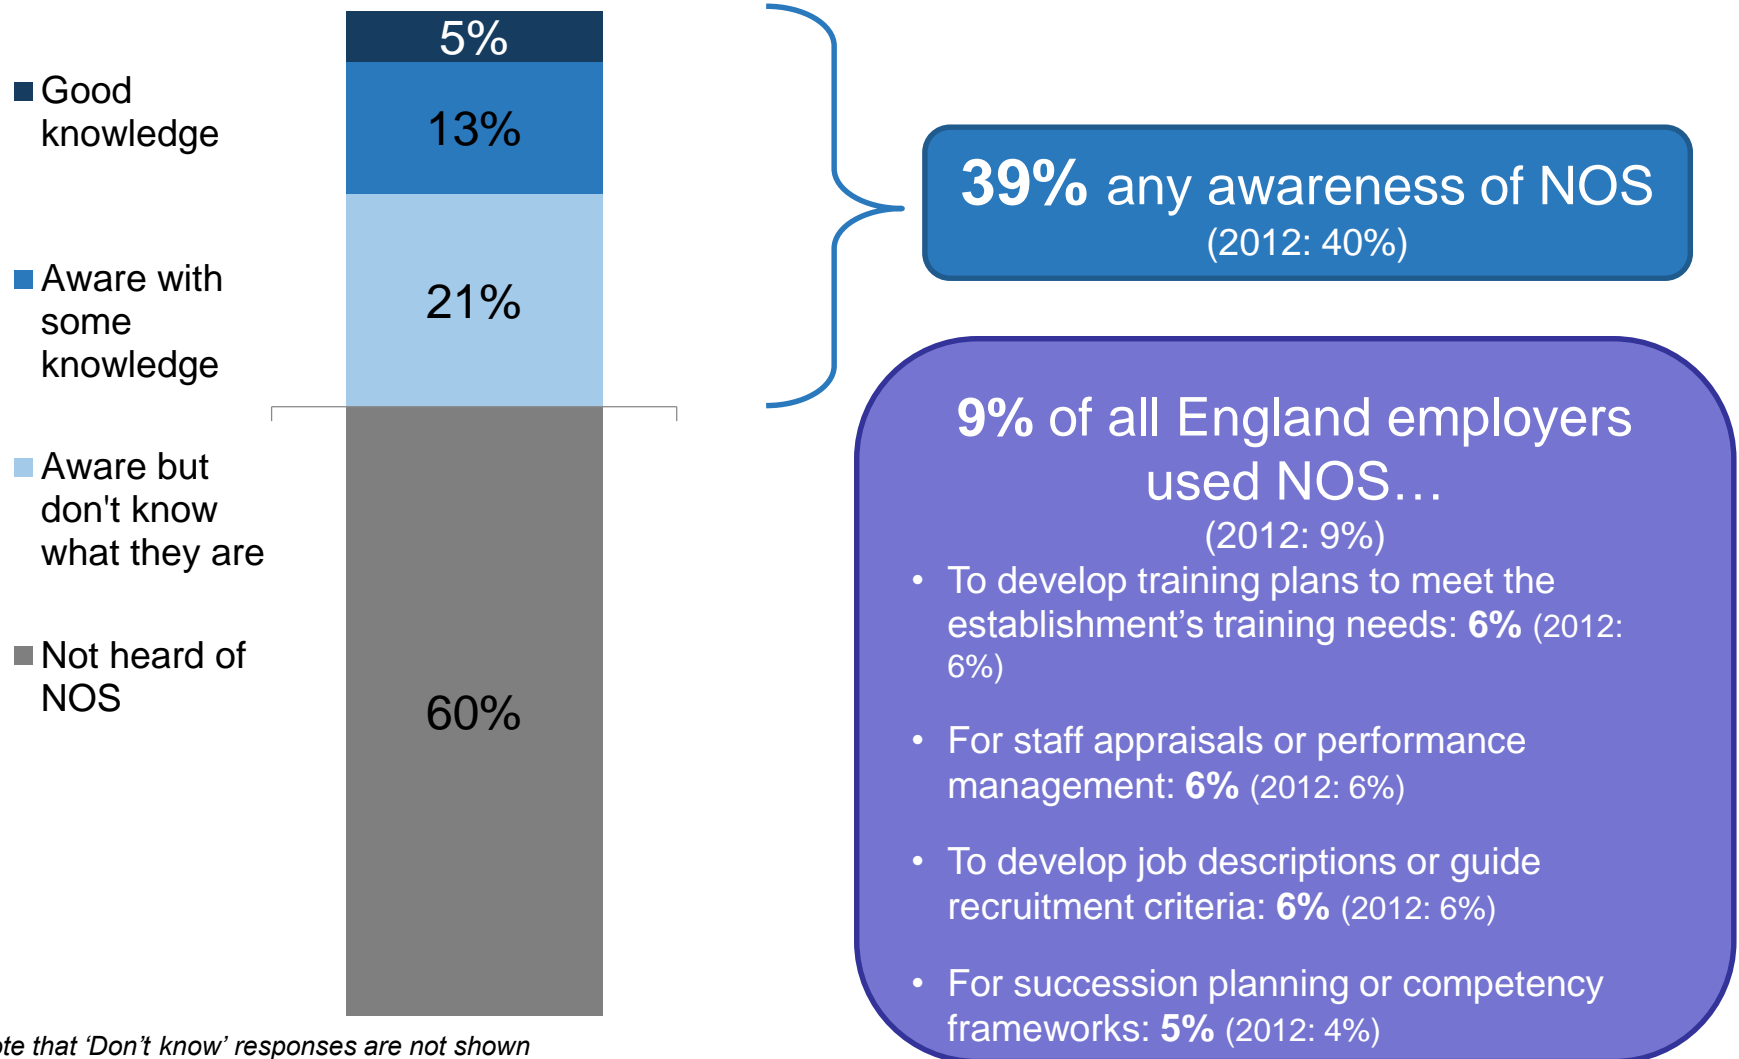 5%
13%
21%
60%
Good
knowledge
Aware with
some
knowledge
Aware but
don't know
what they are
Not heard of
NOS
39% any awareness of NOS
(2012: 40%)
9% of all England employers
used NOS…
(2012: 9%)
• To develop training plans to meet the
establishment’s training needs: 6% (2012:
6%)
• For staff appraisals or performance
management: 6% (2012: 6%)
• To develop job descriptions or guide
recruitment criteria: 6% (2012: 6%)
• For succession planning or competency
frameworks: 5% (2012: 4%)
that ‘Don’t know’ responses are not shown